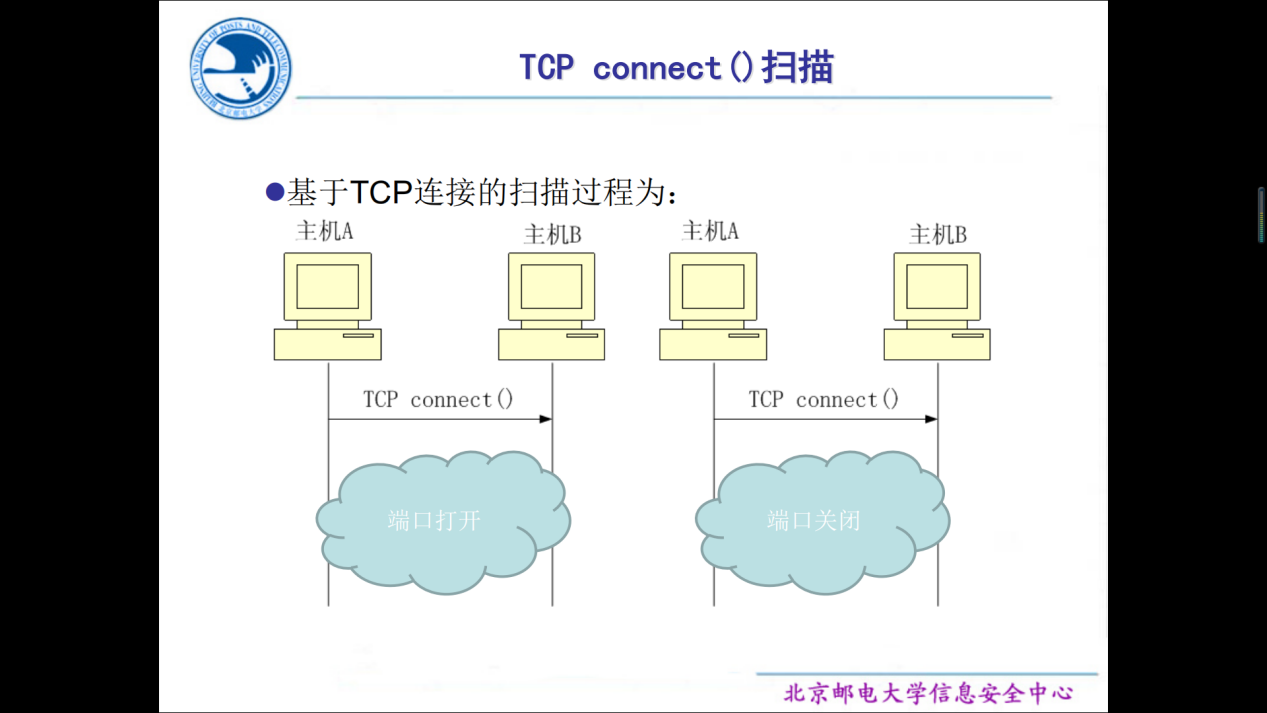 TCP connect()扫描
基于TCP连接的扫描过程为:
主机A
主机B
主机A
主机B
TCP connect()
TCP connect()
端口打开
端口关闭
北京邮电大学信息安全中心